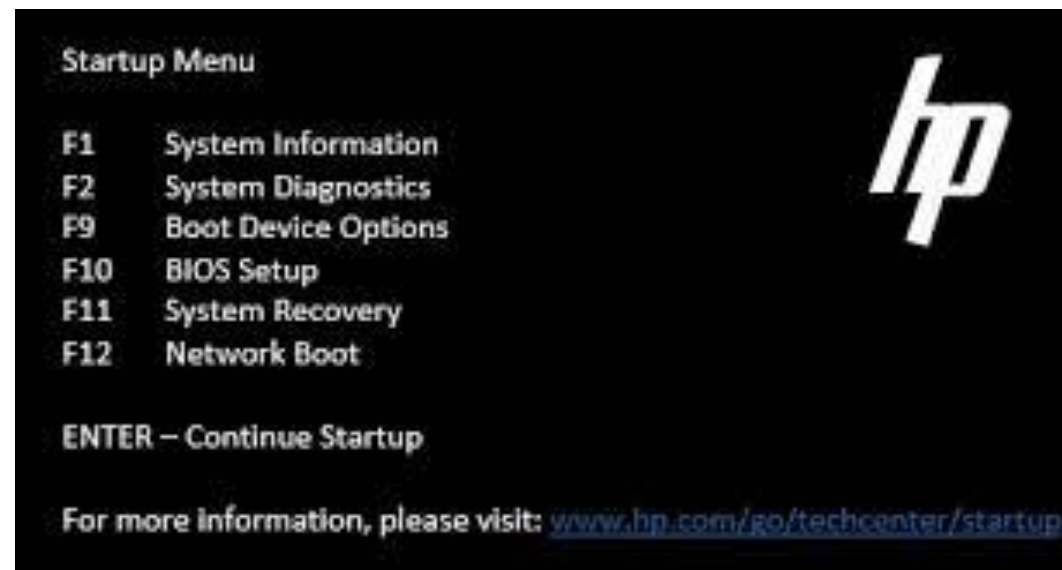 Startup Menu
hp
F1 System Information
F2 System Diagnostics
F9 Boot Device Options
F10 BIOS Setup
F11 System Recovery
F12 Network Boot
ENTER – Continue Startup
For more information, please visit: www.hp.com/go/techcenter/startup